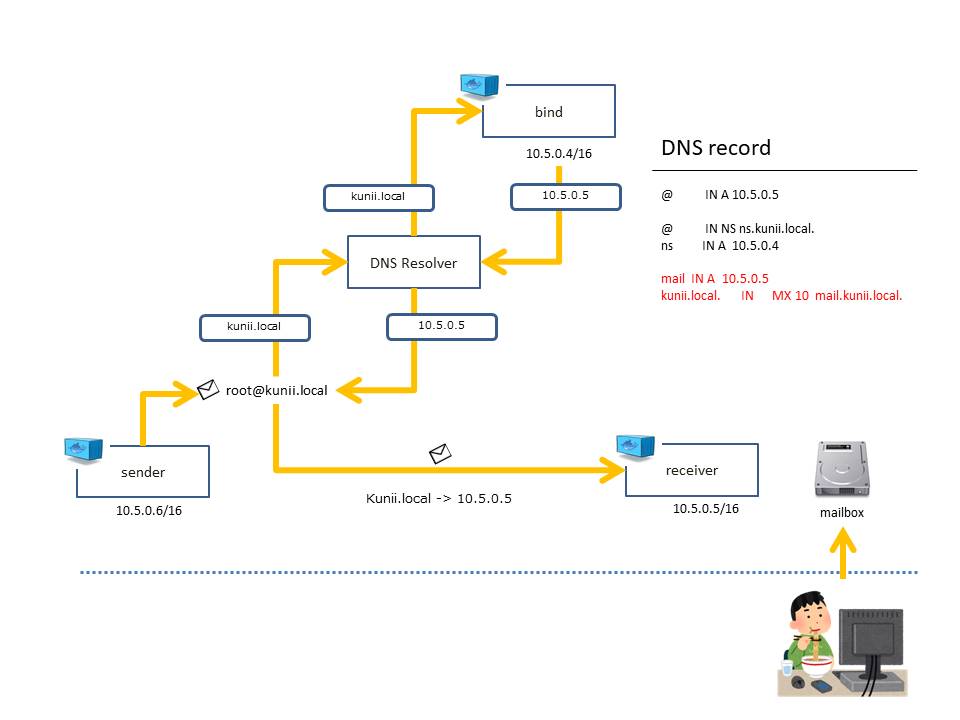 bind
10.5.0.4/16
DNS record
kunii.local
10.5.0.5
@ IN A 10.5.0.5
@ IN NS ns.kunii.local.
ns IN A 10.5.0.4
DNS Resolver
mail IN A 10.5.0.5
kunii.local. IN MX 10 mail.kunii.local.
kunii.local
10.5.0.5
root@kunii.local
sender
10.5.0.6/16
Kunii.local -> 10.5.0.5
receiver
10.5.0.5/16
mailbox